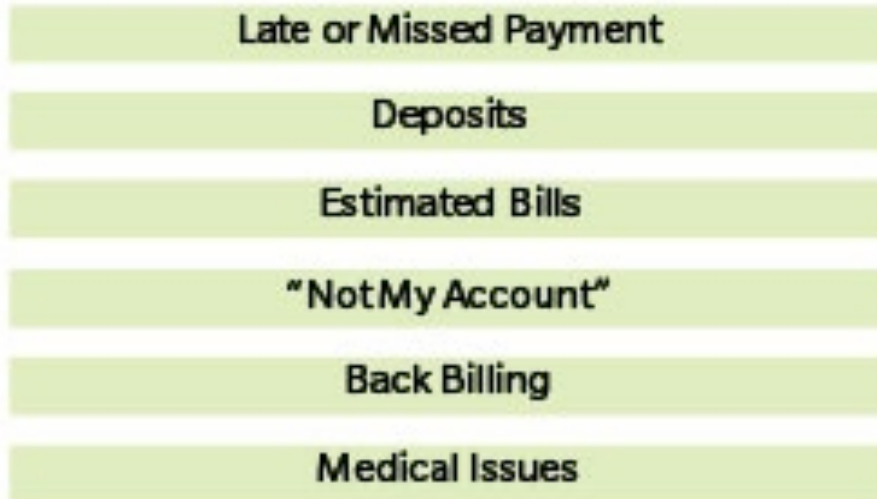 Late or Missed Payment
Deposits
Estimated Bills
“Not My Account”
Back Billing
Medical Issues